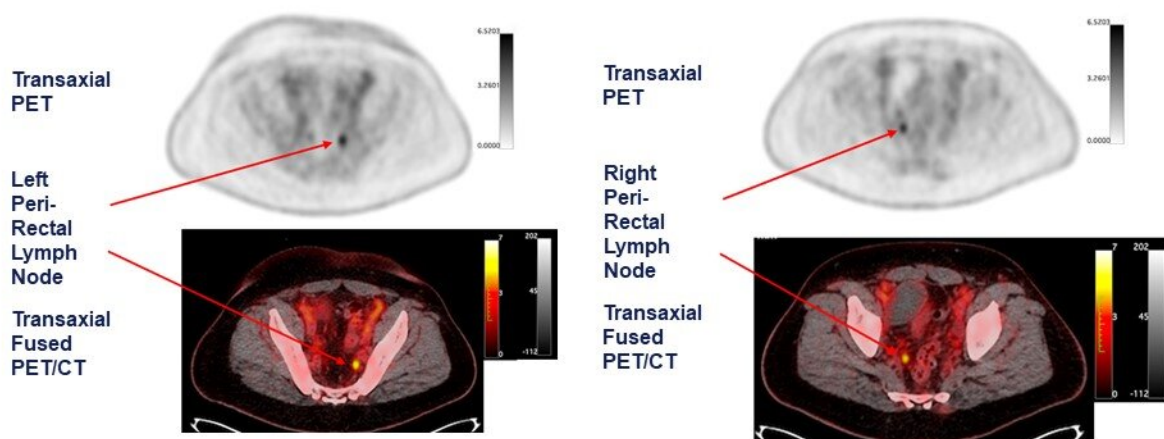 Transaxial
PET
6.5203
3.2601
0.0000
Left
Peri-
Rectal
Lymph
Node
Transaxial
Fused
PET/CT
7
3
0
202
45
-112
Transaxial
PET
6.5203
3.2601
0.0000
Right
Peri-
Rectal
Lymph
Node
Transaxial
Fused
PET/CT
7
3
0
202
45
-112